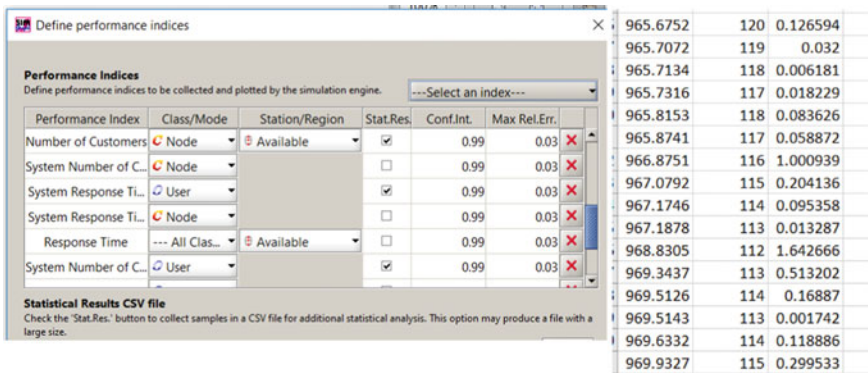 Define performance indices
Performance Indices
Define performance indices to be collected and plotted by the simulation engine.
---Select an index---
Performance Index Class/Mode Station/Region Stat.Res. Conf.Int. Max Rel.Err.
Number of Customers Node Available 0.99 0.03
System Number of C... Node 0.99 0.03
System Response Ti... User 0.99 0.03
System Response Ti... Node 0.99 0.03
Response Time --- All Clas... Available 0.99 0.03
System Number of C... User 0.99 0.03
Statistical Results CSV file
Check the 'Stat.Res.' button to collect samples in a CSV file for additional statistical analysis. This option may produce a file with a
large size.
965.6752 120 0.126594
965.7072 119 0.032
965.7134 118 0.006181
965.7316 117 0.018229
965.8153 118 0.083626
965.8741 117 0.058872
966.8751 116 1.000939
967.0792 115 0.204136
967.1746 114 0.095358
967.1878 113 0.013287
968.8305 112 1.642666
969.3437 113 0.513202
969.5126 114 0.16887
969.5143 113 0.001742
969.6332 114 0.118886
969.9327 115 0.299533